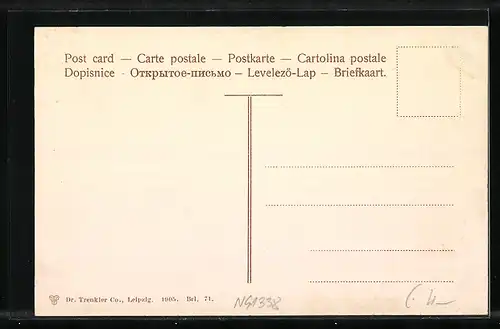 Post card — Carte postale — Postkarte — Cartolina postale
Dopisnice - Открытое-письмо — Levelező-Lap — Briefkaart.
Dr. Trenkler Co., Leipzig. 1905. Bel. 71.
NG1338